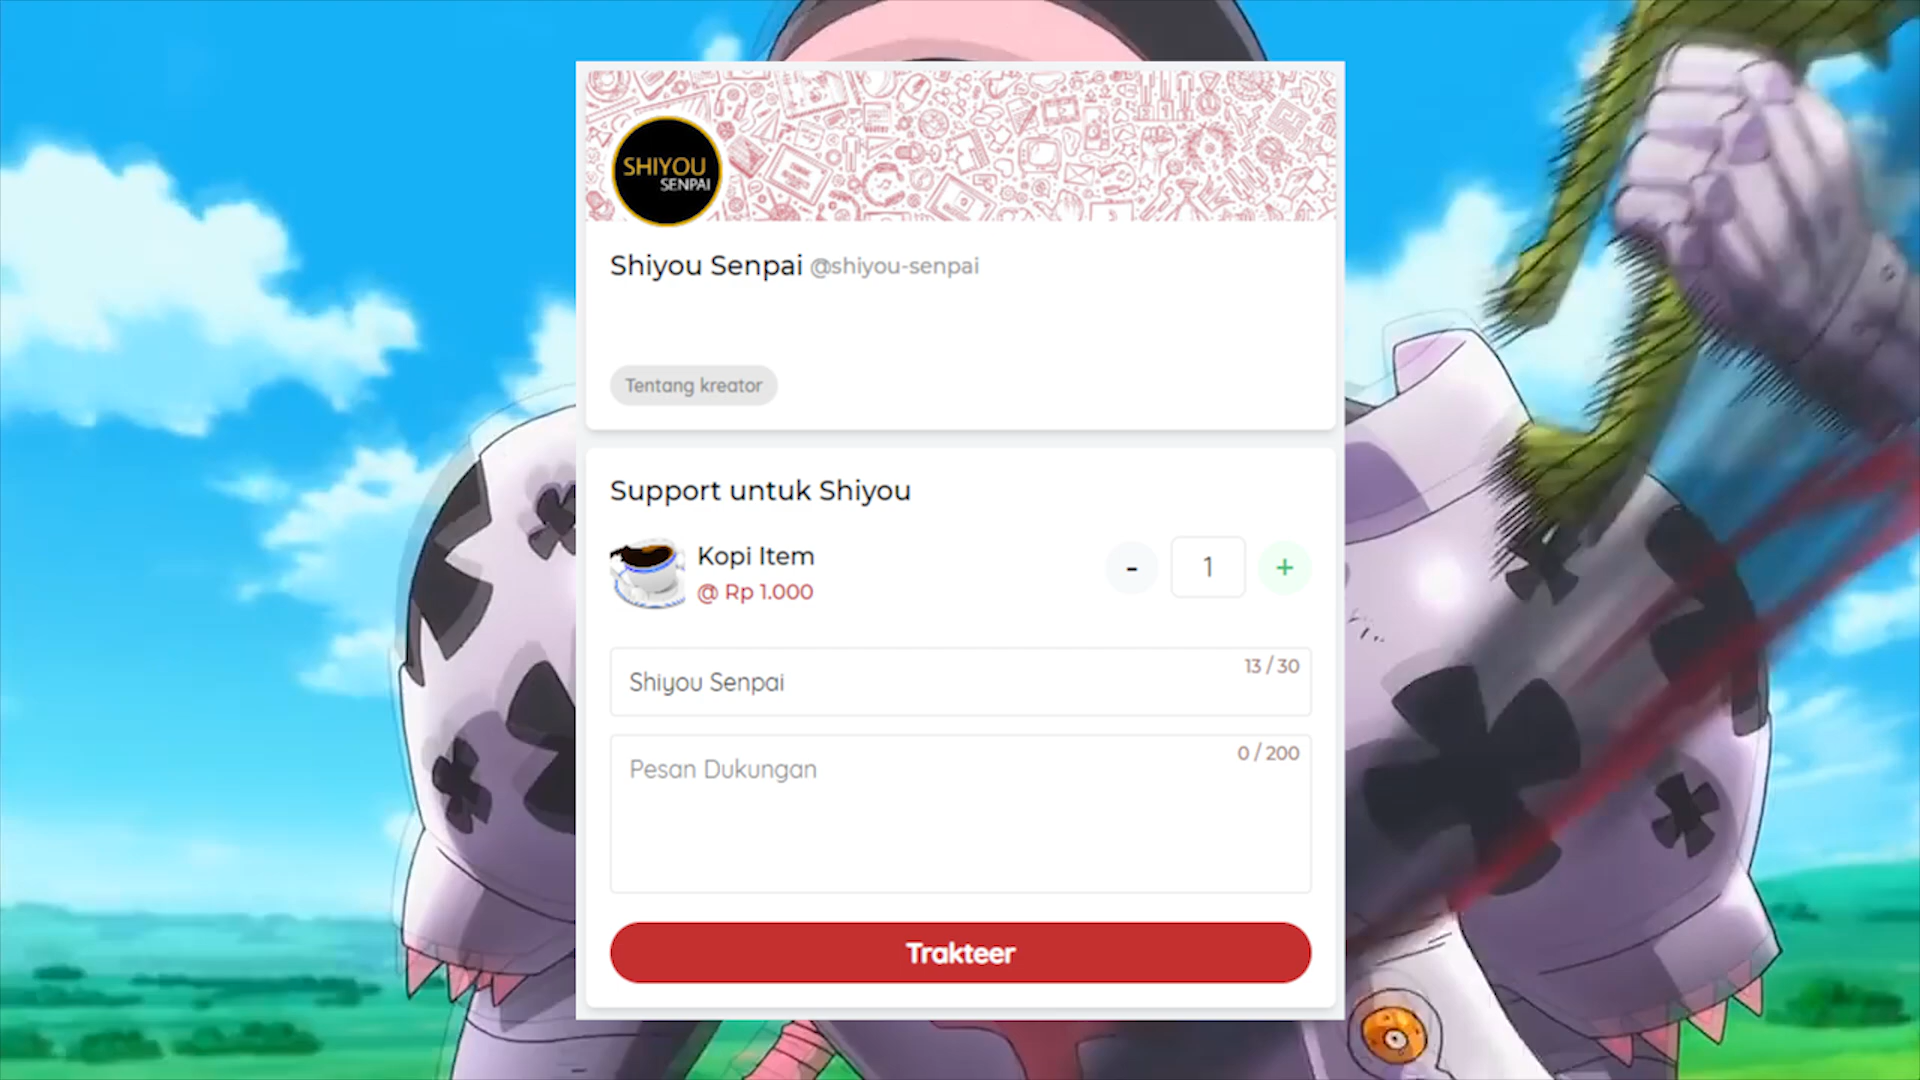 SHIYOU
SENPAI
Shiyou Senpai @shiyou-senpai
Tentang kreator
Support untuk Shiyou
Kopi Item
@ Rp 1.000
- 1 +
13 / 30
Shiyou Senpai
0 / 200
Pesan Dukungan
Trakteer